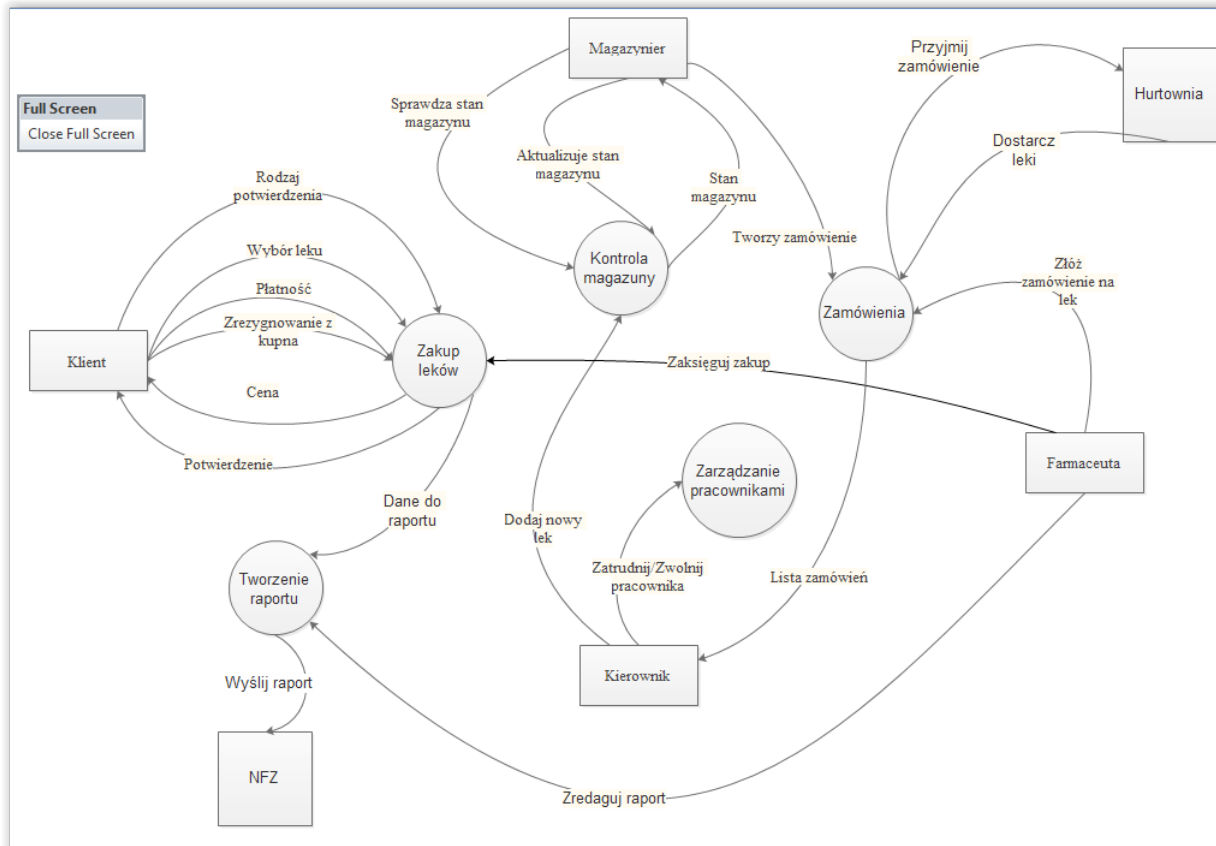 Magazynier
Przyjmij
zamówienie
Hurtownia
Full Screen
Close Full Screen
Sprawdza stan
magazynu
Dostarcz
leki
Aktualizuje stan
magazynu
Rodzaj
potwierdzenia
Stan
magazynu
Tworzy zamówienie
Wybór leku
Kontrola
magazuny
Złóż
zamówienie na
lek
Płatność
Zamówienia
Zrezygnowanie z
kupna
Klient
Zakup
leków
Zaksięguj zakup
Cena
Potwierdzenie
Farmaceuta
Zarządzanie
pracownikami
Dane do
raportu
Dodaj nowy
lek
Zatrudnij/Zwolnij
pracownika
Lista zamówień
Tworzenie
raportu
Kierownik
Wyślij raport
NFZ
Zredaguj raport